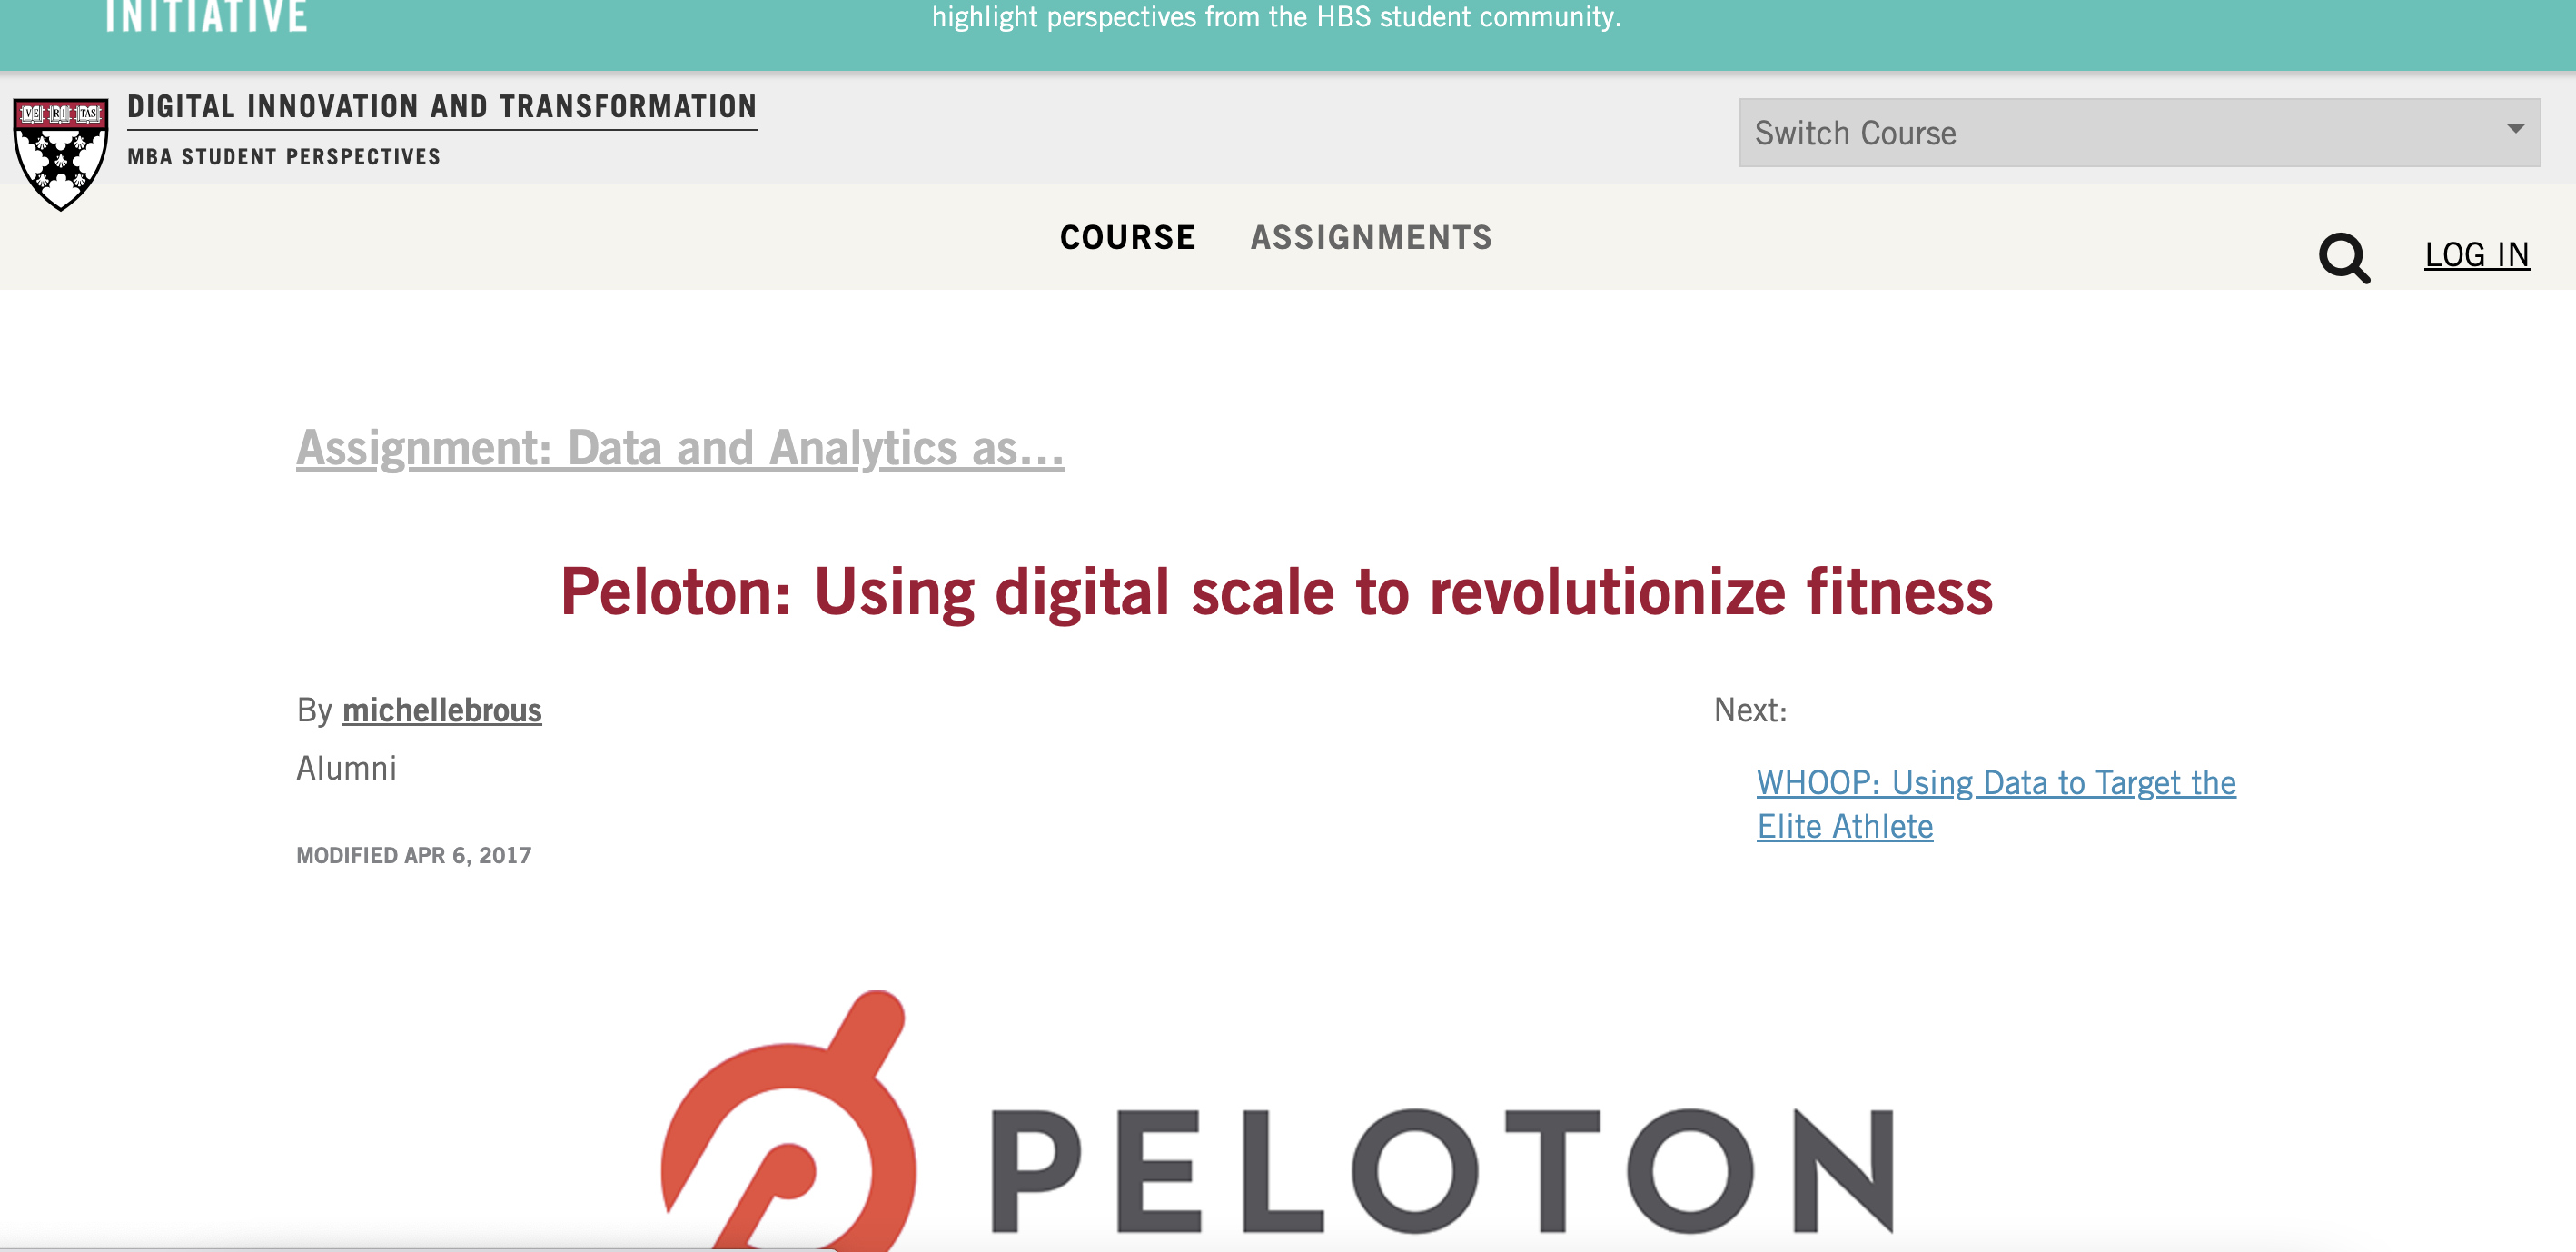 INITIATIVE
highlight perspectives from the HBS student community.
VE RI TAS
DIGITAL INNOVATION AND TRANSFORMATION
MBA STUDENT PERSPECTIVES
Switch Course
COURSE ASSIGNMENTS
LOG IN
Assignment: Data and Analytics as…
Peloton: Using digital scale to revolutionize fitness
By michellebrous
Alumni
MODIFIED APR 6, 2017
Next:
WHOOP: Using Data to Target the
Elite Athlete
PELOTON